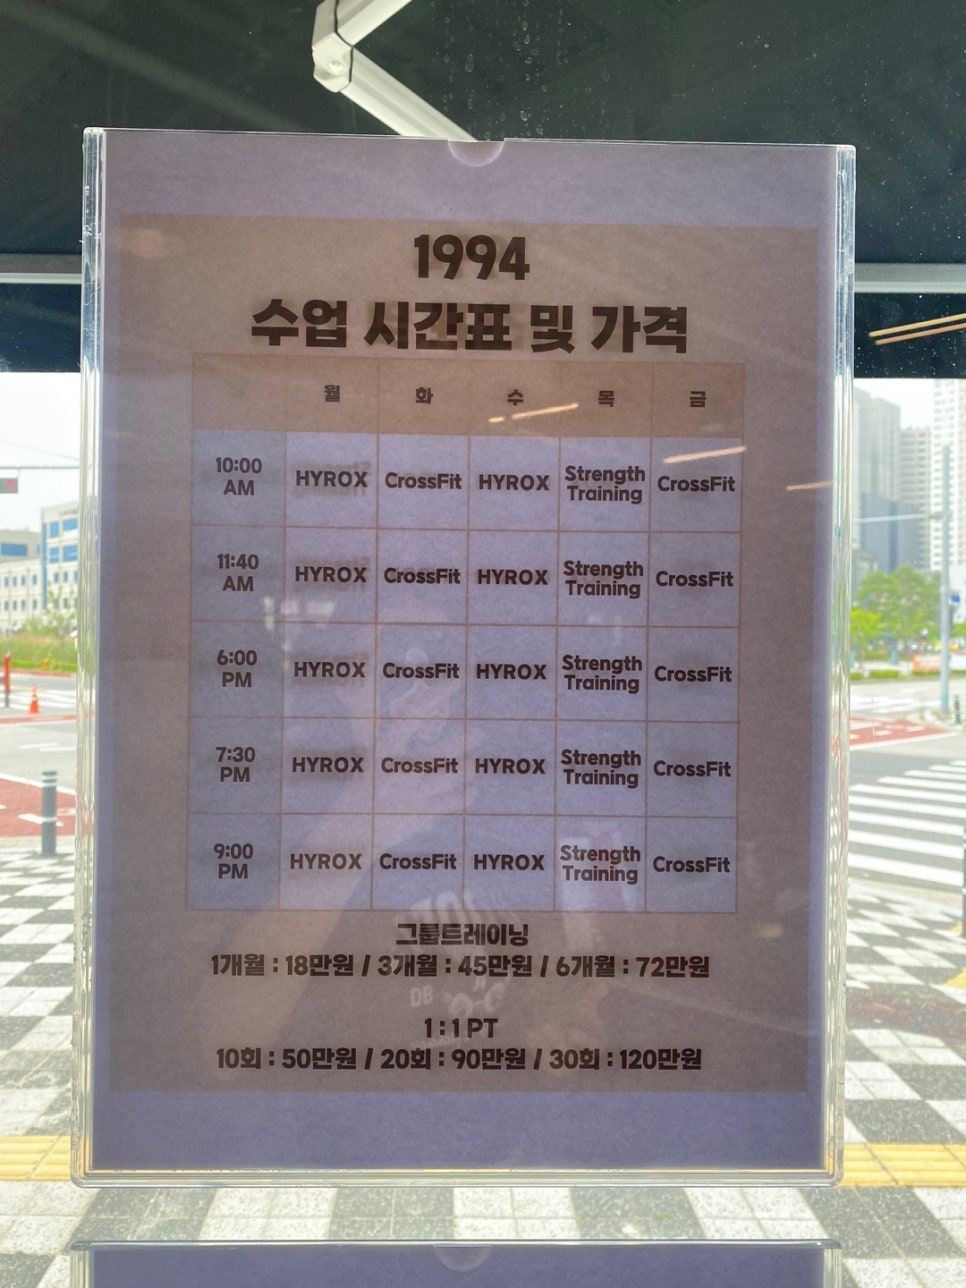 1994
수업 시간표 및 가격
월 화 수 목 금
10:00 AM HYROX CrossFit HYROX Strength Training CrossFit
11:40 AM HYROX CrossFit HYROX Strength Training CrossFit
6:00 PM HYROX CrossFit HYROX Strength Training CrossFit
7:30 PM HYROX CrossFit HYROX Strength Training CrossFit
9:00 PM HYROX CrossFit HYROX Strength Training CrossFit
그룹트레이닝
1개월 : 18만원 / 3개월 : 45만원 / 6개월 : 72만원
1 : 1 PT
10회 : 50만원 / 20회 : 90만원 / 30회 : 120만원